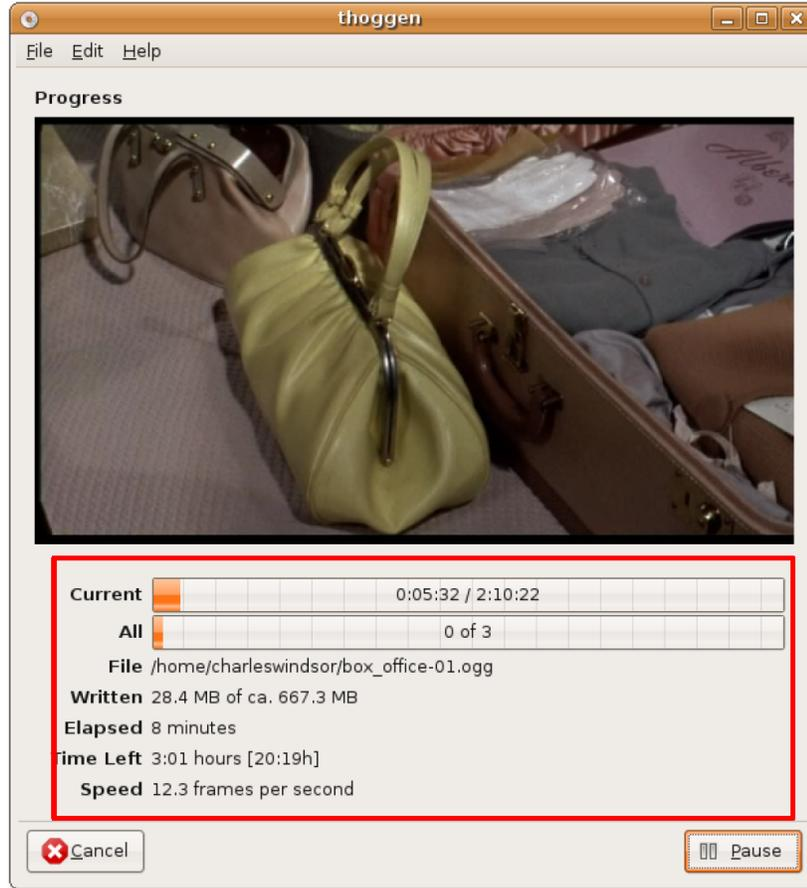 thoggen
File Edit Help
Progress
Current 0:05:32 / 2:10:22
All 0 of 3
File /home/charleswindsor/box_office-01.ogg
Written 28.4 MB of ca. 667.3 MB
Elapsed 8 minutes
Time Left 3:01 hours [20:19h]
Speed 12.3 frames per second
Cancel Pause